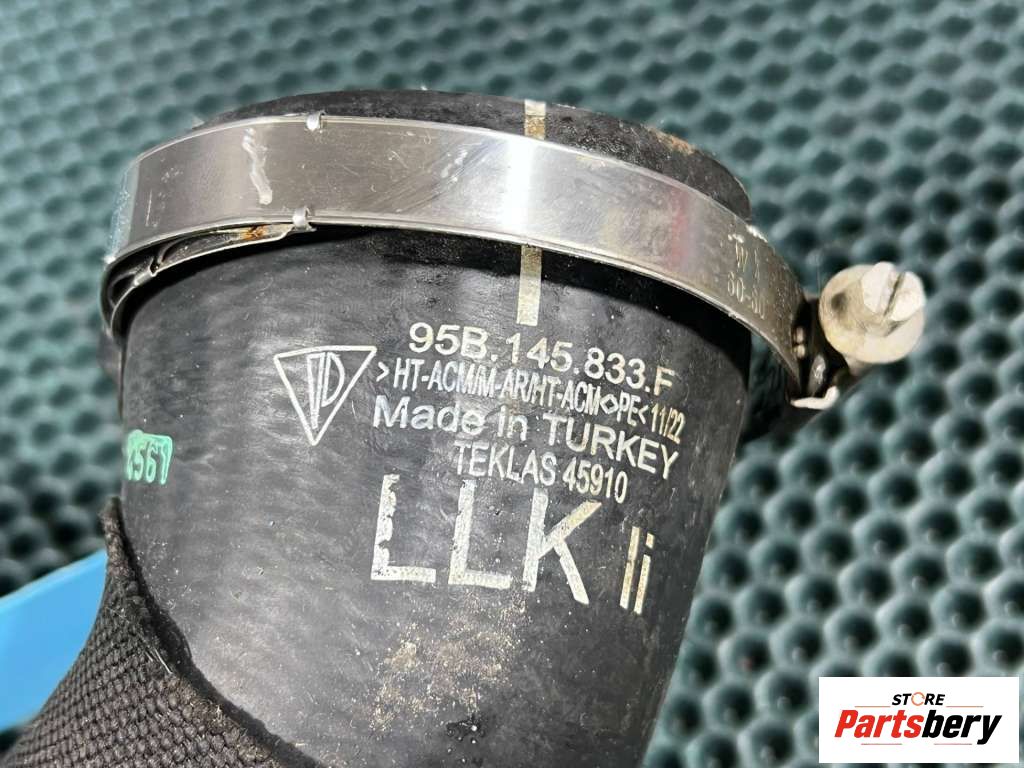 95B.145.833.F
>HT-ACM/M-AR/HT-ACM<>PE< 11/22
Made in TURKEY
TEKLAS 45910
LLK li
STORE
Partsbery